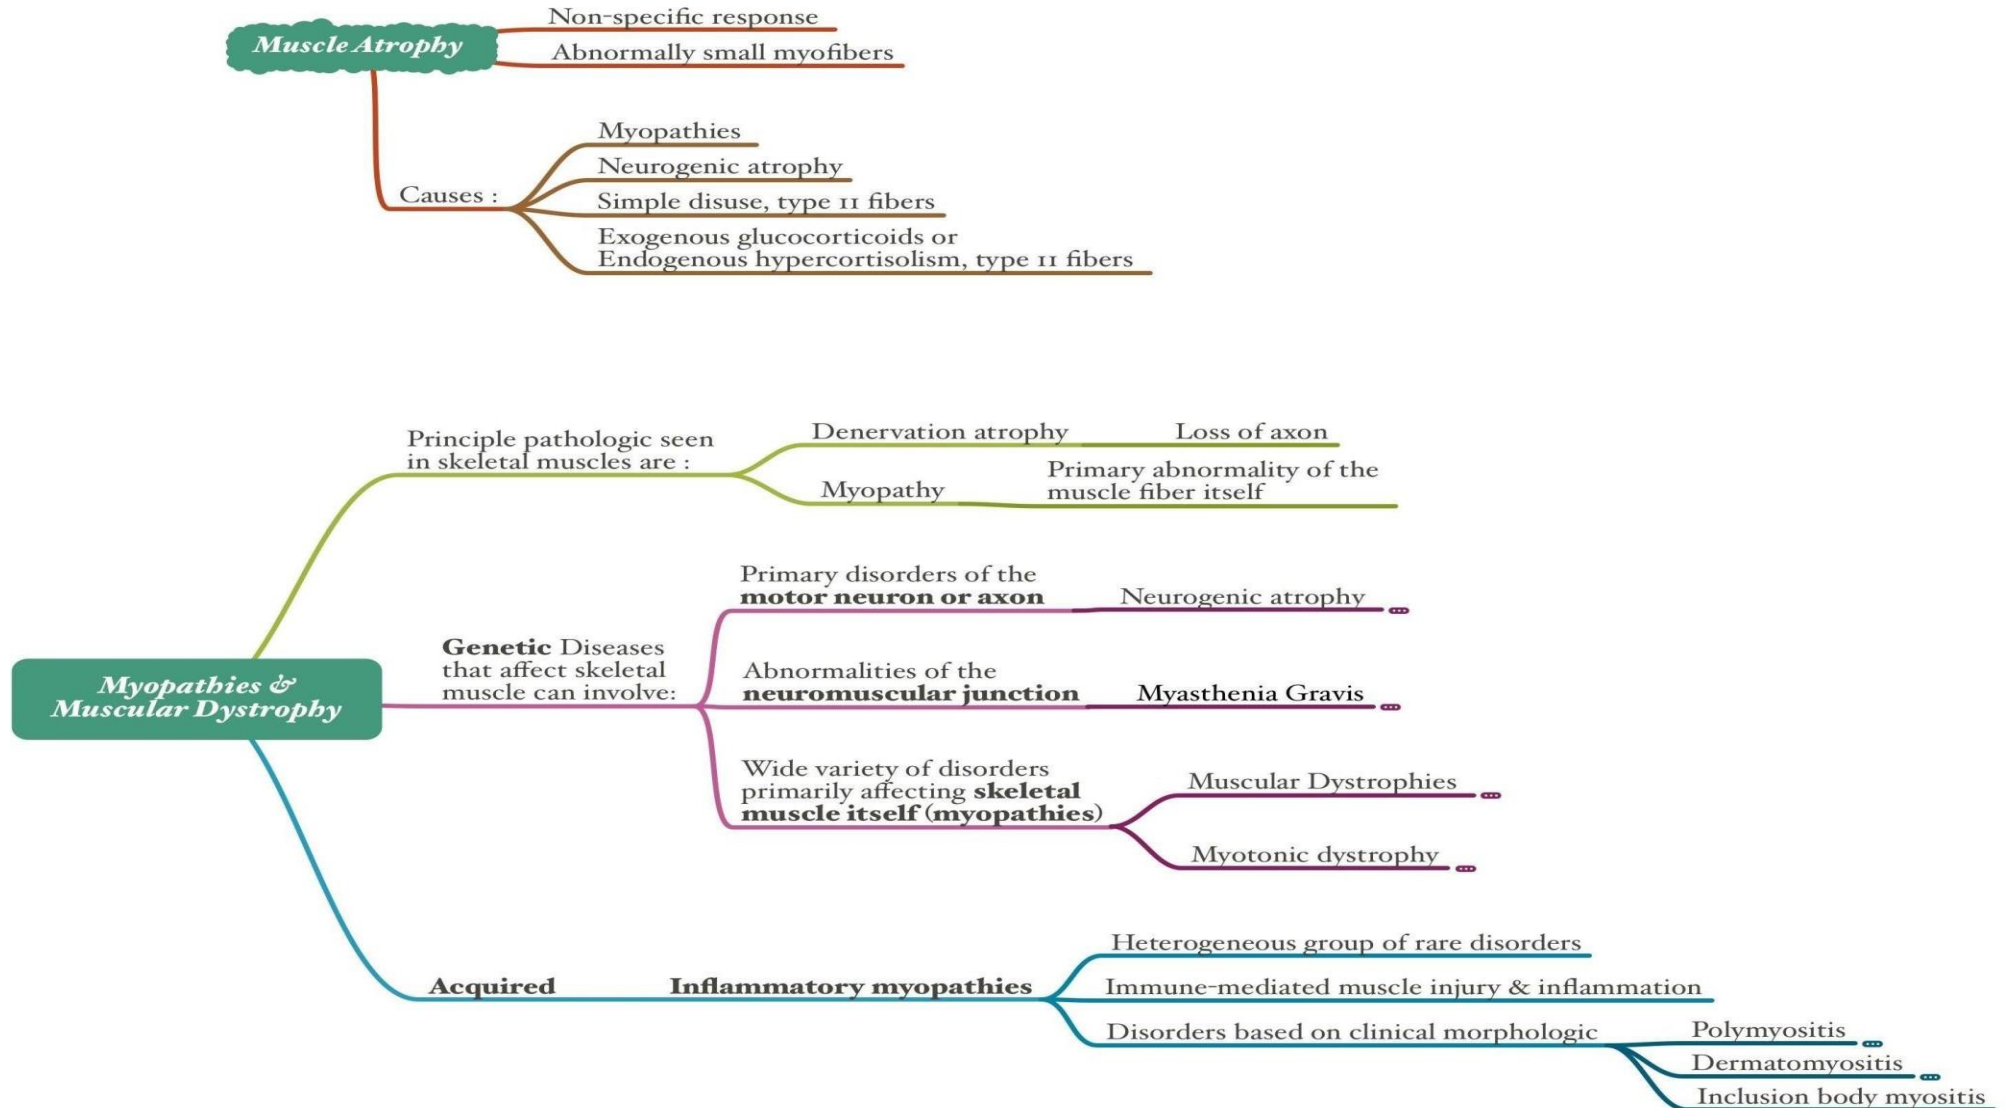 Muscle Atrophy
Non-specific response
Abnormally small myofibers
Causes :
Myopathies
Neurogenic atrophy
Simple disuse, type 11 fibers
Exogenous glucocorticoids or
Endogenous hypercortisolism, type 11 fibers
Myopathies &
Muscular Dystrophy
Principle pathologic seen
in skeletal muscles are :
Denervation atrophy
Loss of axon
Myopathy
Primary abnormality of the
muscle fiber itself
Genetic Diseases
that affect skeletal
muscle can involve:
Primary disorders of the
motor neuron or axon
Neurogenic atrophy
Abnormalities of the
neuromuscular junction
Myasthenia Gravis
Wide variety of disorders
primarily affecting skeletal
muscle itself (myopathies)
Muscular Dystrophies
Myotonic dystrophy
Acquired
Inflammatory myopathies
Heterogeneous group of rare disorders
Immune-mediated muscle injury & inflammation
Disorders based on clinical morphologic
Polymyositis
Dermatomyositis
Inclusion body myositis